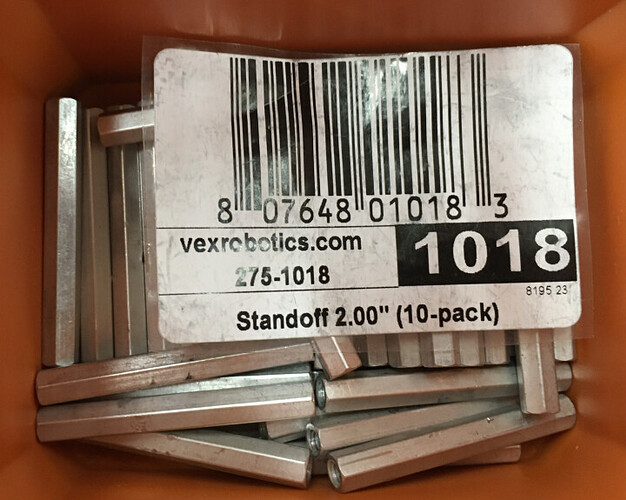 8 07648 01018 3
vexrobotics.com
275-1018
1018
8195 23
Standoff 2.00" (10-pack)